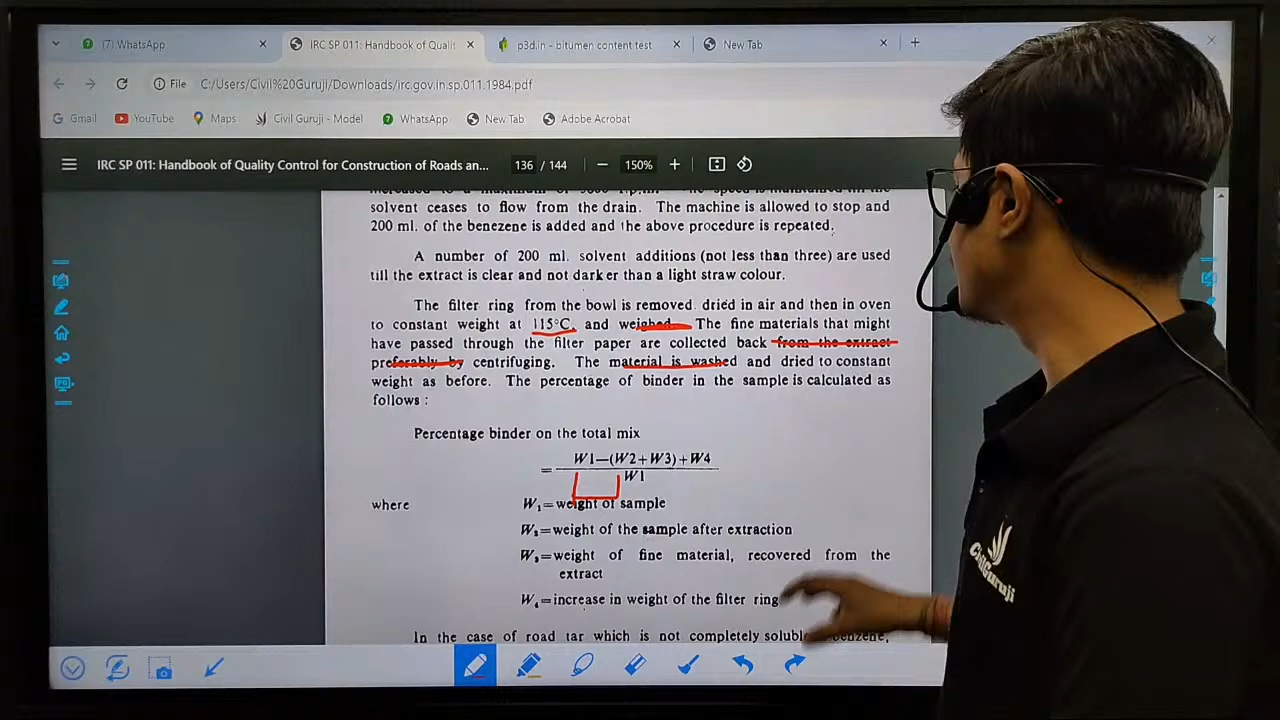 (7) WhatsApp
IRC SP 011: Handbook of Qualit
p3d.in - bitumen content test
New Tab
File C:/Users/Civil%20Guruji/Downloads/irc.gov.in.sp.011.1984.pdf
Gmail YouTube Maps Civil Guruji - Model WhatsApp New Tab Adobe Acrobat
IRC SP 011: Handbook of Quality Control for Construction of Roads an... 136 / 144 150%
solvent ceases to flow from the drain. The machine is allowed to stop and
200 ml. of the benezene is added and the above procedure is repeated.
A number of 200 ml. solvent additions (not less than three) are used
till the extract is clear and not darker than a light straw colour.
The filter ring from the bowl is removed dried in air and then in oven
to constant weight at 115°C. and weighed. The fine materials that might
have passed through the filter paper are collected back from the extract
preferably by centrifuging. The material is washed and dried to constant
weight as before. The percentage of binder in the sample is calculated as
follows :
Percentage binder on the total mix
= W1—(W2+W3)+W4
W1
where W₁=weight of sample
W₂=weight of the sample after extraction
W₃=weight of fine material, recovered from the
extract
W₄=increase in weight of the filter ring
In the case of road tar which is not completely benzene,
CivilGuruji